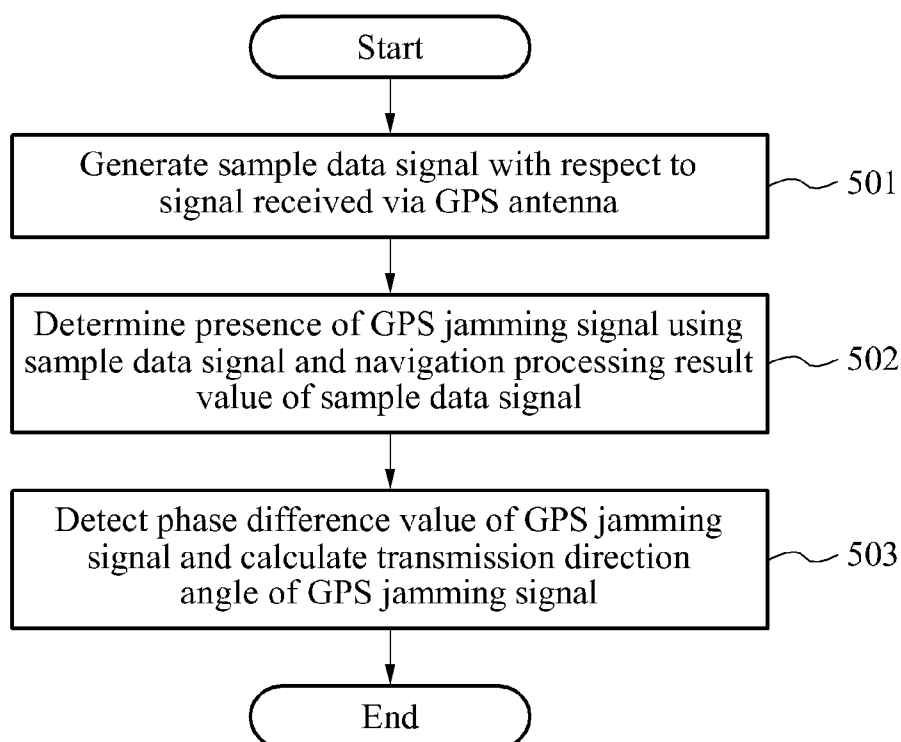 Start
Generate sample data signal with respect to
signal received via GPS antenna
501
Determine presence of GPS jamming signal using
sample data signal and navigation processing result
value of sample data signal
502
Detect phase difference value of GPS jamming
signal and calculate transmission direction
angle of GPS jamming signal
503
End